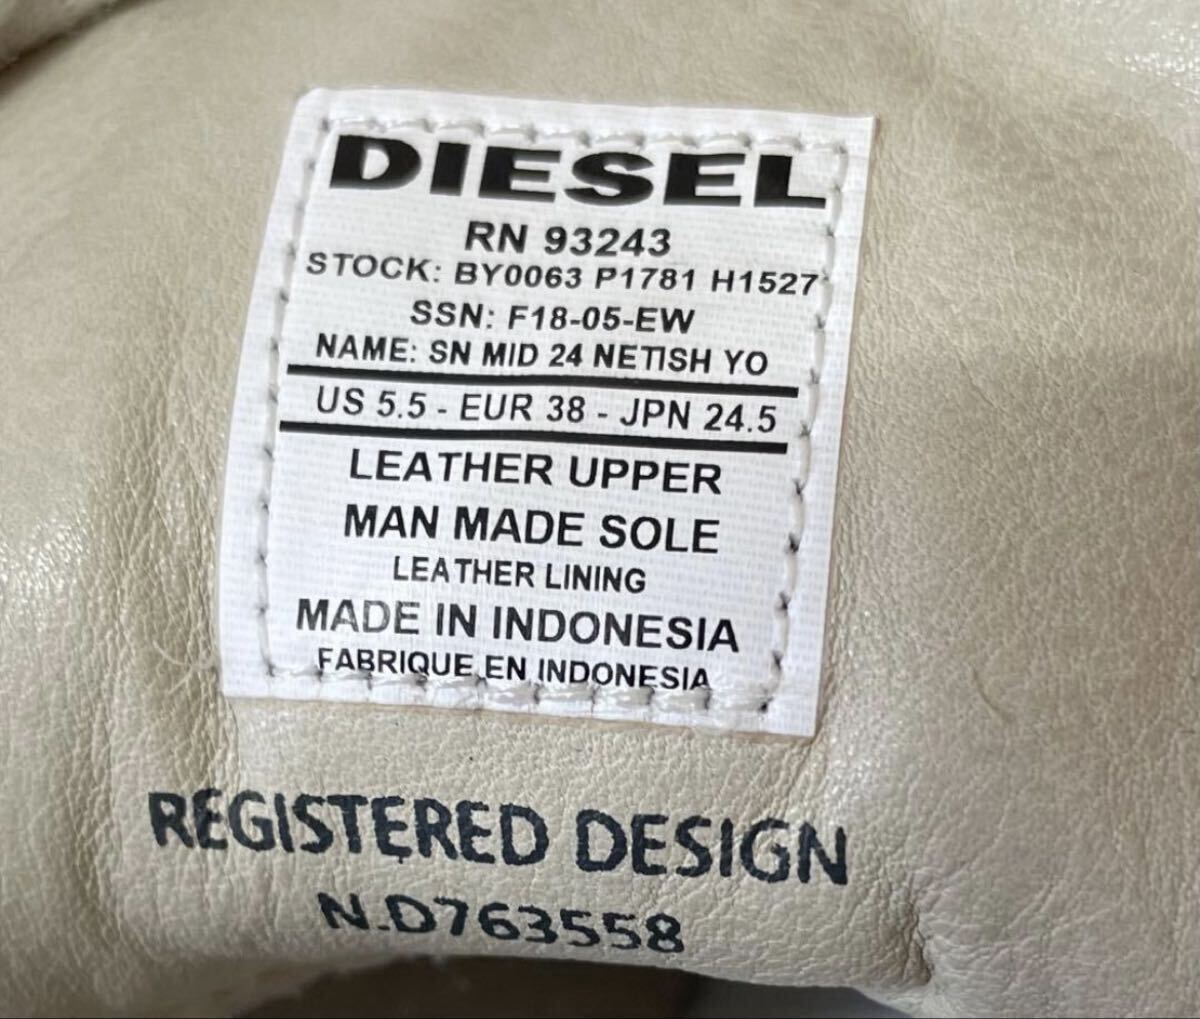 DIESEL
RN 93243
STOCK: BY0063 P1781 H1527
SSN: F18-05-EW
NAME: SN MID 24 NETISH YO
US 5.5 - EUR 38 - JPN 24.5
LEATHER UPPER
MAN MADE SOLE
LEATHER LINING
MADE IN INDONESIA
FABRIQUE EN INDONESIA
REGISTERED DESIGN
N.D763558